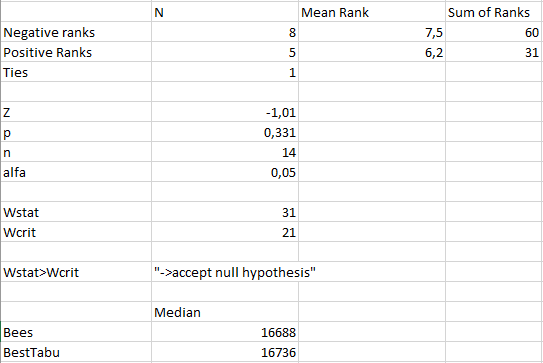 N Mean Rank Sum of Ranks
Negative ranks 8 7,5 60
Positive Ranks 5 6,2 31
Ties 1
Z -1,01
p 0,331
n 14
alfa 0,05
Wstat 31
Wcrit 21
Wstat>Wcrit "->accept null hypothesis"
Median
Bees 16688
BestTabu 16736